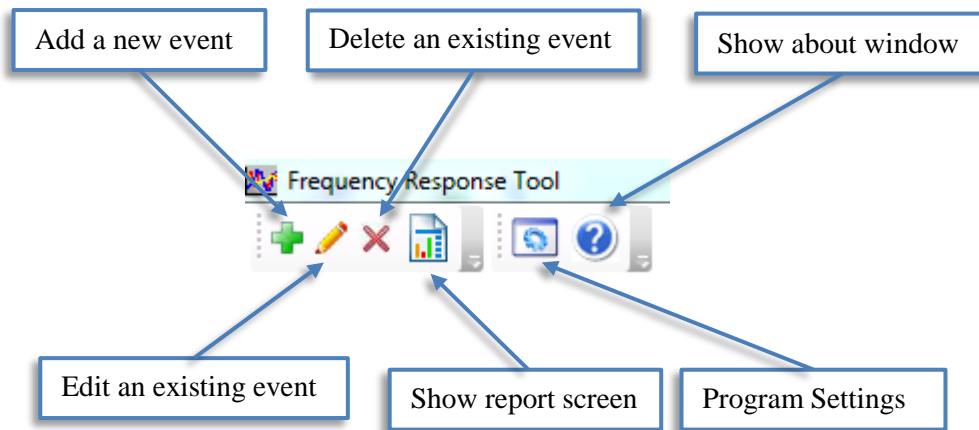 Add a new event
Delete an existing event
Show about window
Frequency Response Tool
Edit an existing event
Show report screen
Program Settings